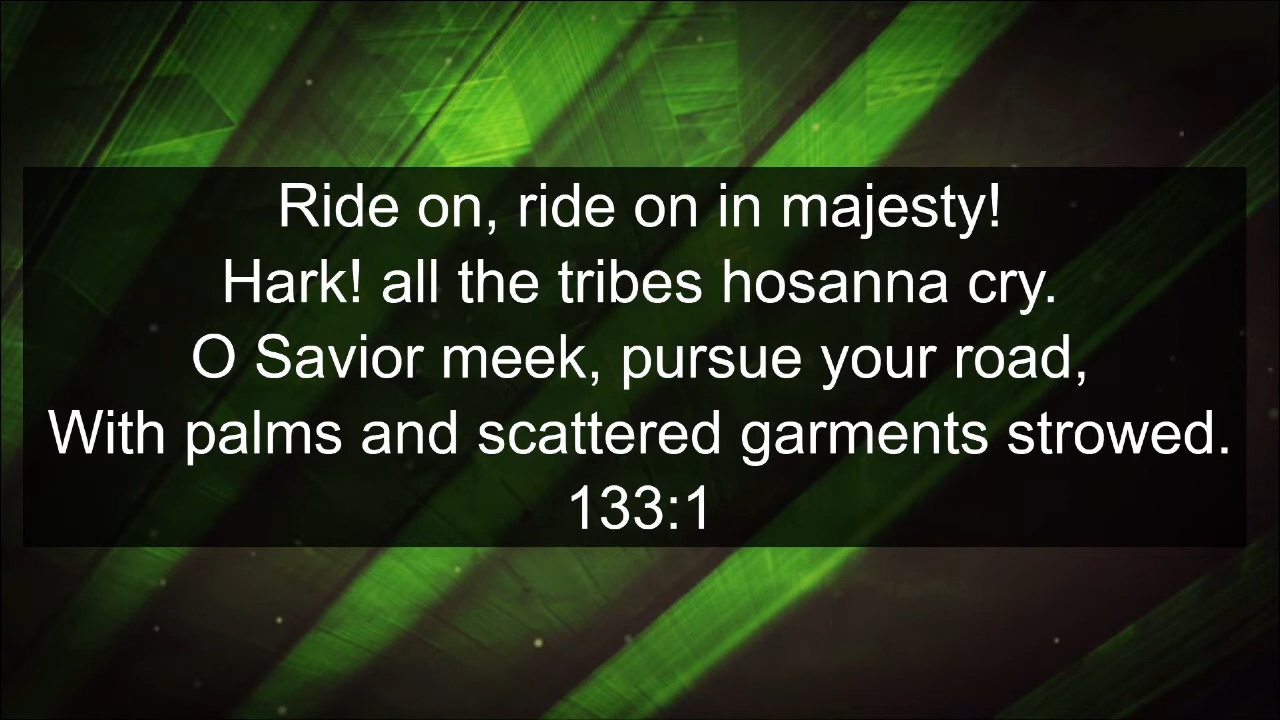 Ride on, ride on in majesty!
Hark! all the tribes hosanna cry.
O Savior meek, pursue your road,
With palms and scattered garments strowed.
133:1